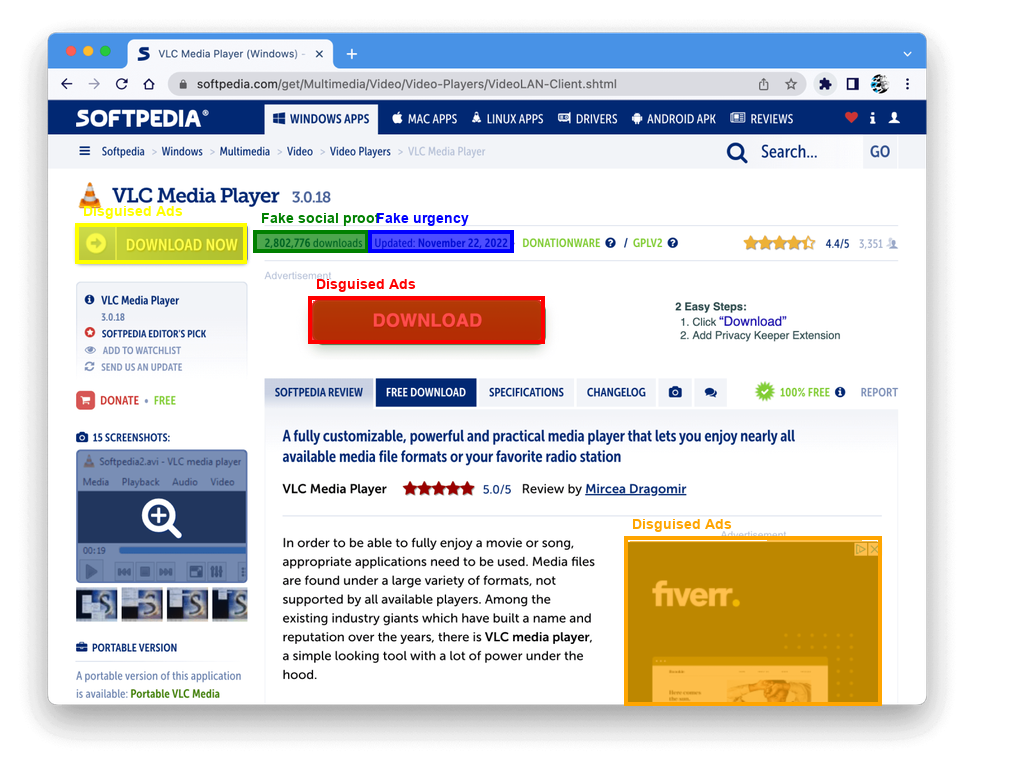 VLC Media Player (Windows) -
softpedia.com/get/Multimedia/Video/Video-Players/VideoLAN-Client.shtml
SOFTPEDIA®
WINDOWS APPS MAC APPS LINUX APPS DRIVERS ANDROID APK REVIEWS
Softpedia > Windows > Multimedia > Video > Video Players > VLC Media Player
Search...
GO
VLC Media Player 3.0.18
Disguised Ads
Fake social proof
Fake urgency
DOWNLOAD NOW
2,802,776 downloads
Updated: November 22, 2022
DONATIONWARE / GPLV2
4.4/5 3,351
Advertisement
Disguised Ads
DOWNLOAD
2 Easy Steps:
1. Click "Download"
2. Add Privacy Keeper Extension
VLC Media Player
3.0.18
SOFTPEDIA EDITOR'S PICK
ADD TO WATCHLIST
SEND US AN UPDATE
DONATE • FREE
SOFTPEDIA REVIEW FREE DOWNLOAD SPECIFICATIONS CHANGELOG
100% FREE REPORT
15 SCREENSHOTS:
Softpedia2.avi - VLC media player
Media Playback Audio Video
00:19
PORTABLE VERSION
A portable version of this application
is available: Portable VLC Media
A fully customizable, powerful and practical media player that lets you enjoy nearly all
available media file formats or your favorite radio station
VLC Media Player 5.0/5 Review by Mircea Dragomir
In order to be able to fully enjoy a movie or song,
appropriate applications need to be used. Media files
are found under a large variety of formats, not
supported by all available players. Among the
existing industry giants which have built a name and
reputation over the years, there is VLC media player,
a simple looking tool with a lot of power under the
hood.
Disguised Ads
Advertisement
fiverr.
Here comes
the sun.